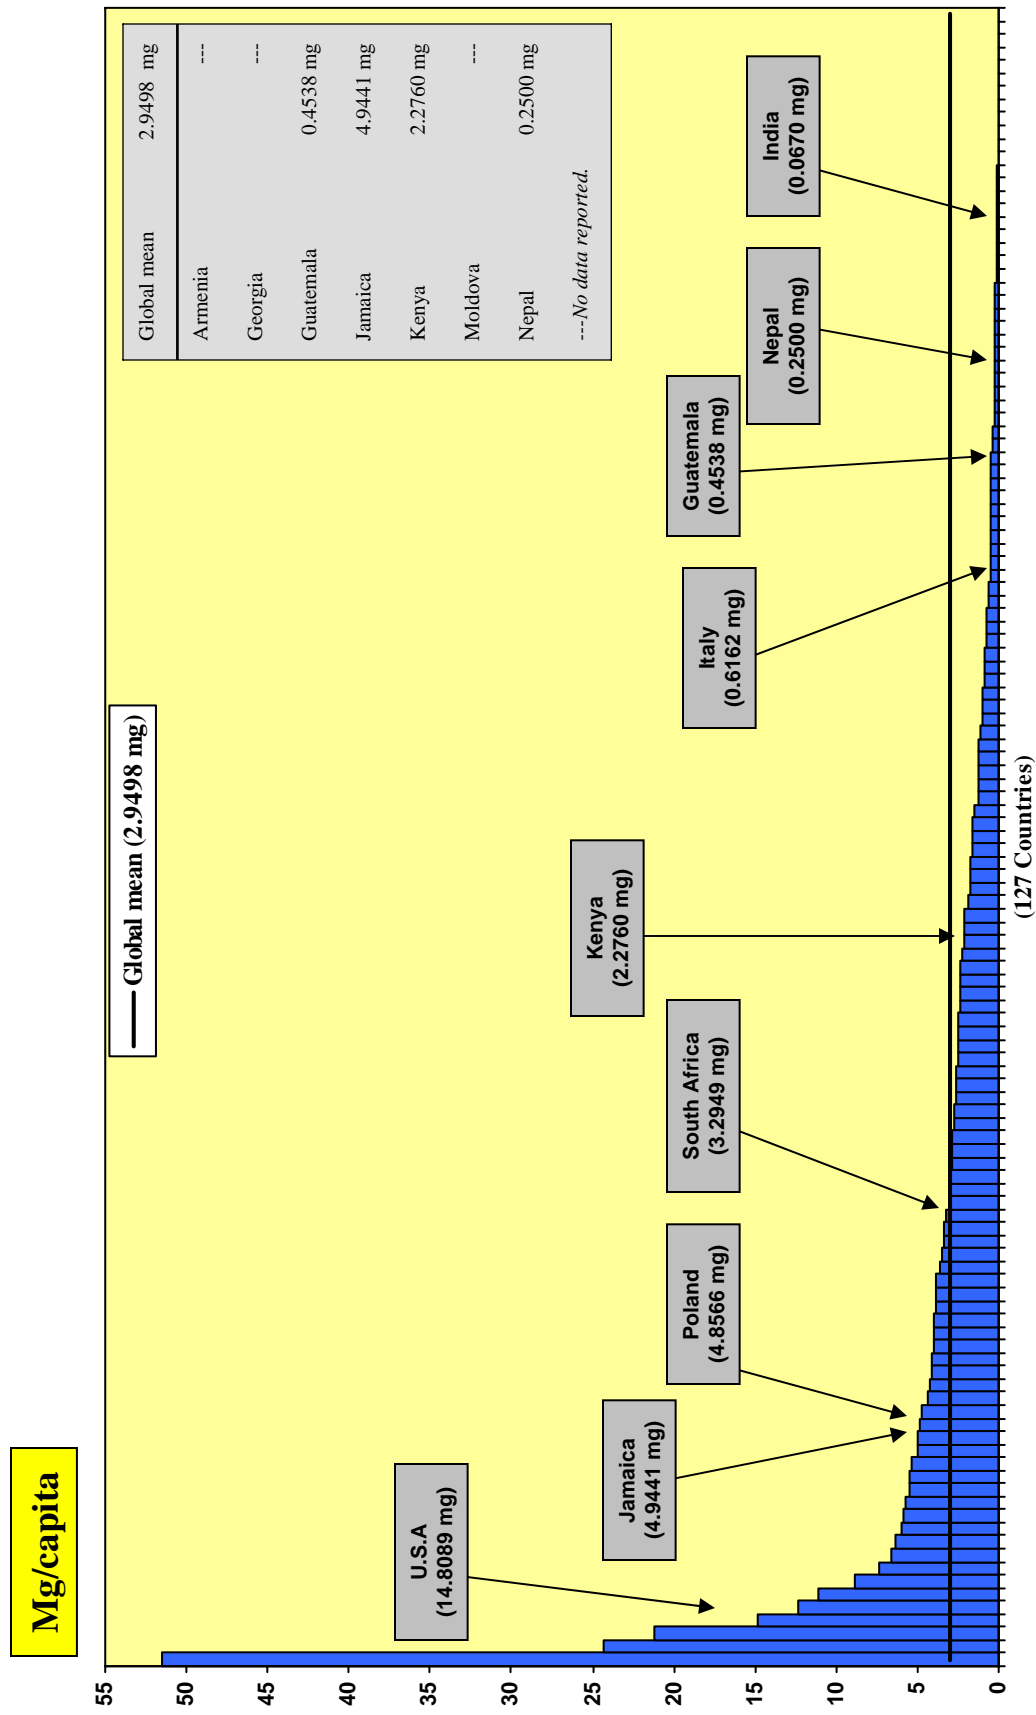 Mg/capita
Global mean (2.9498 mg)
Global mean 2.9498 mg
Armenia ---
Georgia ---
Guatemala 0.4538 mg
Jamaica 4.9441 mg
Kenya 2.2760 mg
Moldova ---
Nepal 0.2500 mg
---No data reported.
55
50
45
40
35
30
25
20
15
10
5
0
U.S.A
(14.8089 mg)
Jamaica
(4.9441 mg)
Poland
(4.8566 mg)
South Africa
(3.2949 mg)
Kenya
(2.2760 mg)
Italy
(0.6162 mg)
Guatemala
(0.4538 mg)
Nepal
(0.2500 mg)
India
(0.0670 mg)
(127 Countries)